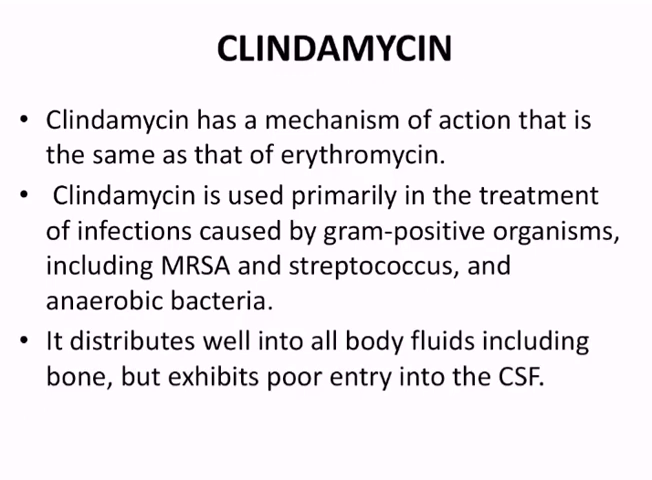 CLINDAMYCIN
• Clindamycin has a mechanism of action that is
the same as that of erythromycin.
• Clindamycin is used primarily in the treatment
of infections caused by gram-positive organisms,
including MRSA and streptococcus, and
anaerobic bacteria.
• It distributes well into all body fluids including
bone, but exhibits poor entry into the CSF.